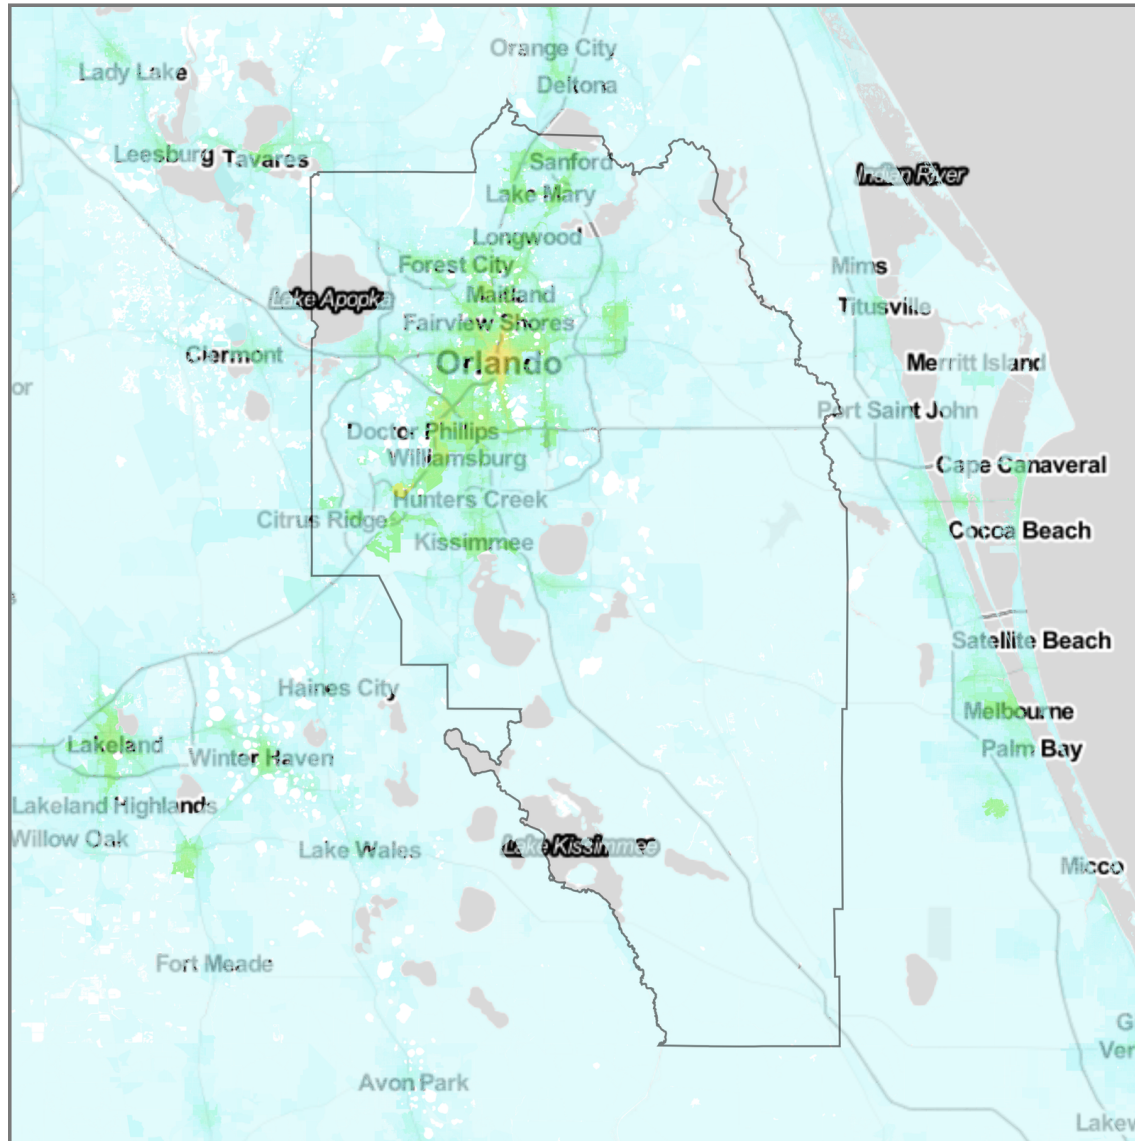 Orange City
Lady Lake
Deltona
Leesburg
Tavares
Sanford
Indian River
Lake Mary
Longwood
Forest City
Mims
Lake Apopka
Maitland
Titusville
Fairview Shores
Clermont
Orlando
Merritt Island
or
Port Saint John
Doctor Phillips
Williamsburg
Cape Canaveral
Hunters Creek
Citrus Ridge
Cocoa Beach
Kissimmee
s
Satellite Beach
Haines City
Melbourne
Lakeland
Palm Bay
Winter Haven
Lakeland Highlands
Willow Oak
Lake Wales
Lake Kissimmee
Micco
Fort Meade
G
Ver
Avon Park
Lakew